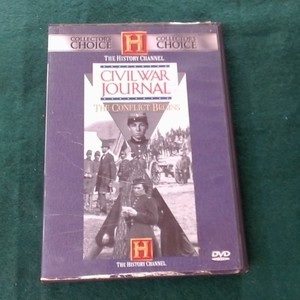 COLLECTOR'S CHOICE
H
COLLECTOR'S CHOICE
THE HISTORY CHANNEL
CIVIL WAR
JOURNAL
THE CONFLICT BEGINS
H
THE HISTORY CHANNEL
DVD